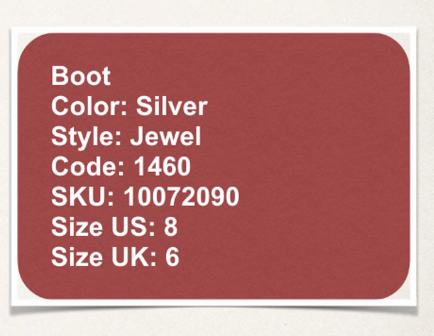 Boot
Color: Silver
Style: Jewel
Code: 1460
SKU: 10072090
Size US: 8
Size UK: 6